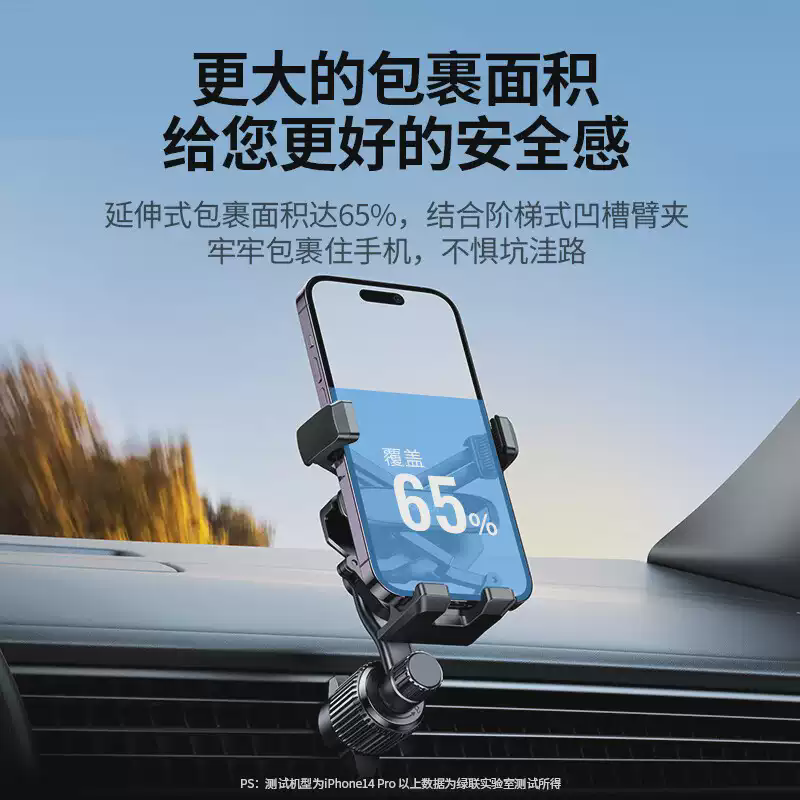 更大的包裹面积
给您更好的安全感
延伸式包裹面积达65%，结合阶梯式凹槽臂夹
牢牢包裹住手机，不惧坑洼路
覆盖
65%
PS：测试机型为iPhone14 Pro 以上数据为绿联实验室测试所得